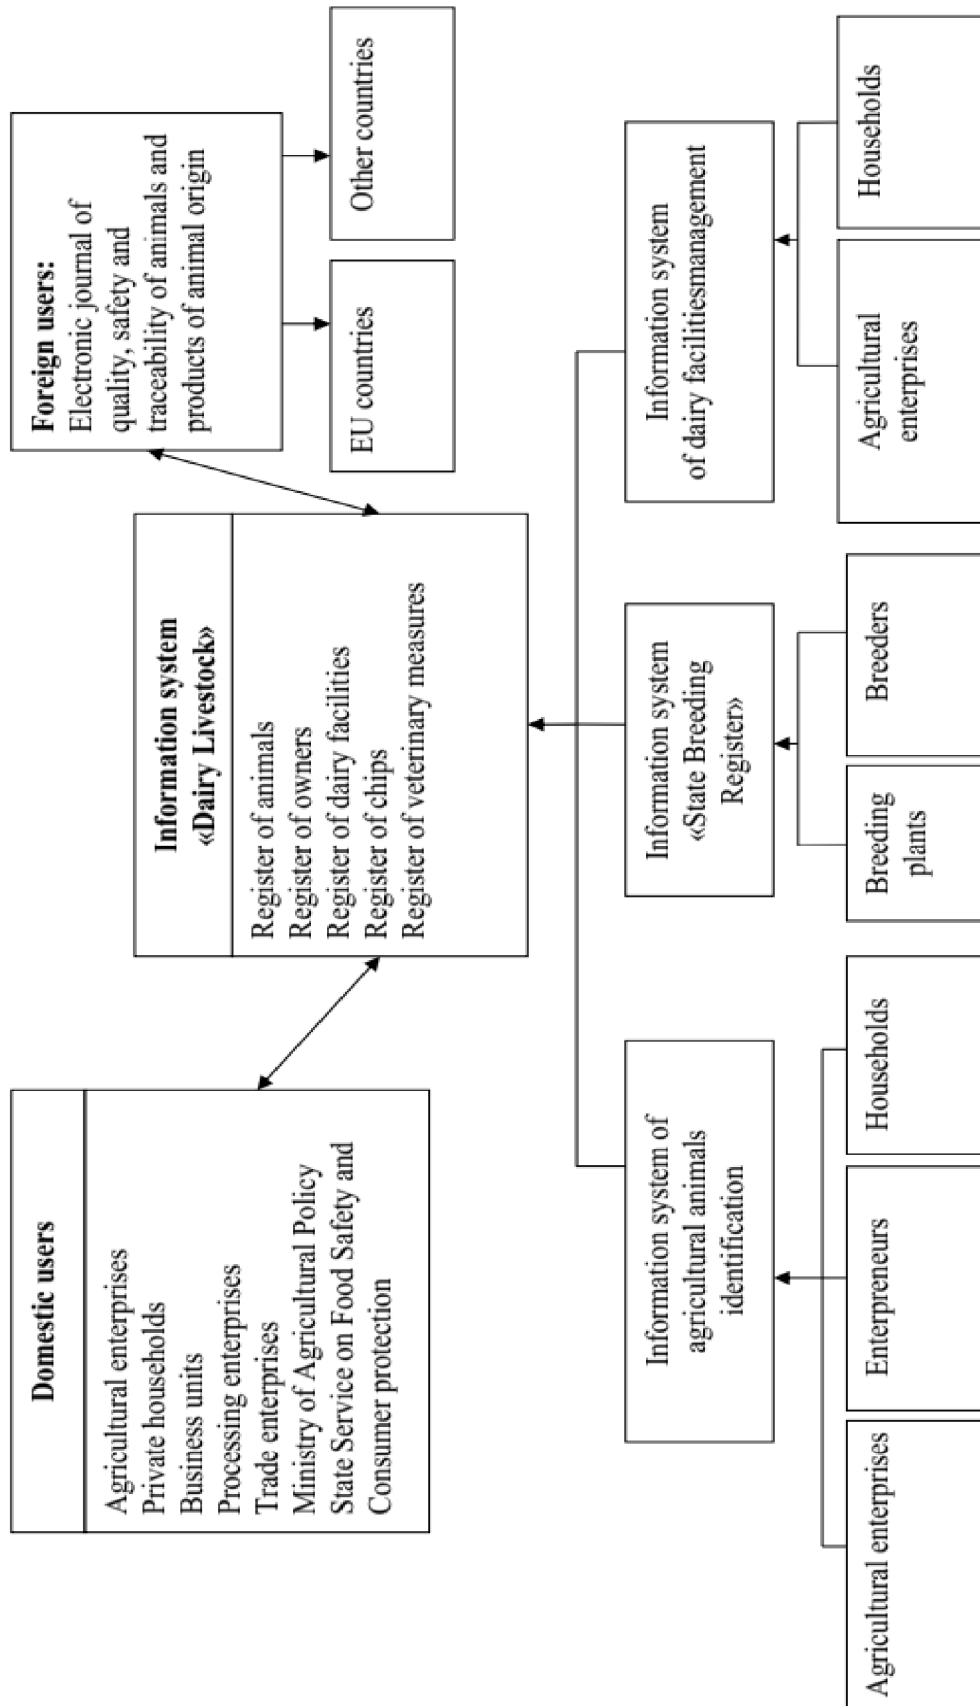 Domestic users
Agricultural enterprises
Private households
Business units
Processing enterprises
Trade enterprises
Ministry of Agricultural Policy
State Service on Food Safety and
Consumer protection
Information system
«Dairy Livestock»
Register of animals
Register of owners
Register of dairy facilities
Register of chips
Register of veterinary measures
Foreign users:
Electronic journal of
quality, safety and
traceability of animals and
products of animal origin
EU countries
Other countries
Information system of
agricultural animals
identification
Information system
«State Breeding
Register»
Information system
of dairy facilitiesmanagement
Agricultural enterprises
Enterpreneurs
Households
Breeding
plants
Breeders
Agricultural
enterprises
Households